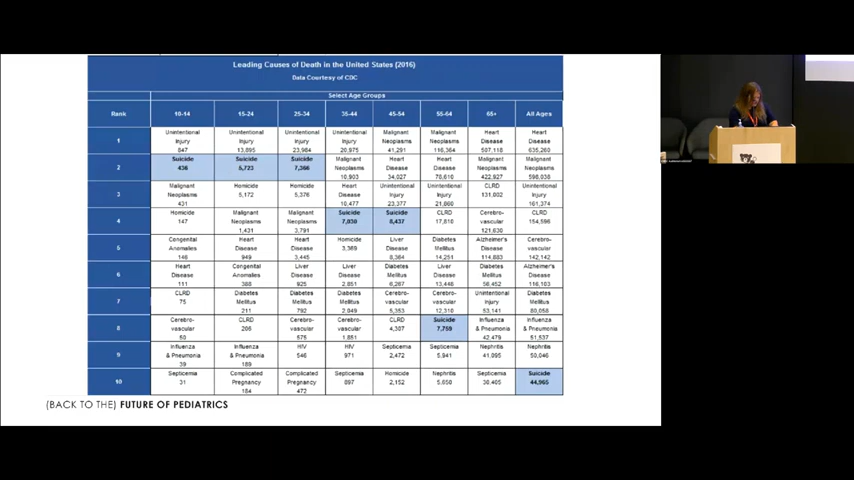 Leading Causes of Death in the United States (2016)
Data Courtesy of CDC
Select Age Groups
Rank 10-14 15-24 25-34 35-44 45-54 55-64 65+ All Ages
1 Unintentional Injury 847 Unintentional Injury 13,895 Unintentional Injury 23,984 Unintentional Injury 20,975 Malignant Neoplasms 41,291 Malignant Neoplasms 116,364 Heart Disease 507,118 Heart Disease 635,260
2 Suicide 436 Suicide 5,723 Suicide 7,366 Malignant Neoplasms 10,903 Heart Disease 34,027 Heart Disease 78,610 Malignant Neoplasms 422,927 Malignant Neoplasms 598,038
3 Malignant Neoplasms 431 Homicide 5,172 Homicide 5,376 Heart Disease 10,477 Unintentional Injury 23,377 Unintentional Injury 21,860 CLRD 131,002 Unintentional Injury 161,374
4 Homicide 147 Malignant Neoplasms 1,431 Malignant Neoplasms 3,791 Suicide 7,030 Suicide 8,437 CLRD 17,810 Cerebro-vascular 121,630 CLRD 154,596
5 Congenital Anomalies 146 Heart Disease 949 Heart Disease 3,445 Homicide 3,369 Liver Disease 8,364 Diabetes Mellitus 14,251 Alzheimer's Disease 114,883 Cerebro-vascular 142,142
6 Heart Disease 111 Congenital Anomalies 388 Liver Disease 925 Liver Disease 2,851 Diabetes Mellitus 6,267 Liver Disease 13,448 Diabetes Mellitus 56,452 Alzheimer's Disease 116,103
7 CLRD 75 Diabetes Mellitus 211 Diabetes Mellitus 792 Diabetes Mellitus 2,049 Cerebro-vascular 5,353 Cerebro-vascular 12,310 Unintentional Injury 53,141 Diabetes Mellitus 80,058
8 Cerebro-vascular 50 CLRD 206 Cerebro-vascular 575 Cerebro-vascular 1,851 CLRD 4,307 Suicide 7,759 Influenza & Pneumonia 42,479 Influenza & Pneumonia 51,537
9 Influenza & Pneumonia 39 Influenza & Pneumonia 189 HIV 546 HIV 971 Septicemia 2,472 Septicemia 5,941 Nephritis 41,095 Nephritis 50,046
10 Septicemia 31 Complicated Pregnancy 184 Complicated Pregnancy 472 Septicemia 897 Homicide 2,152 Nephritis 5,650 Septicemia 30,405 Suicide 44,965
(BACK TO THE) FUTURE OF PEDIATRICS